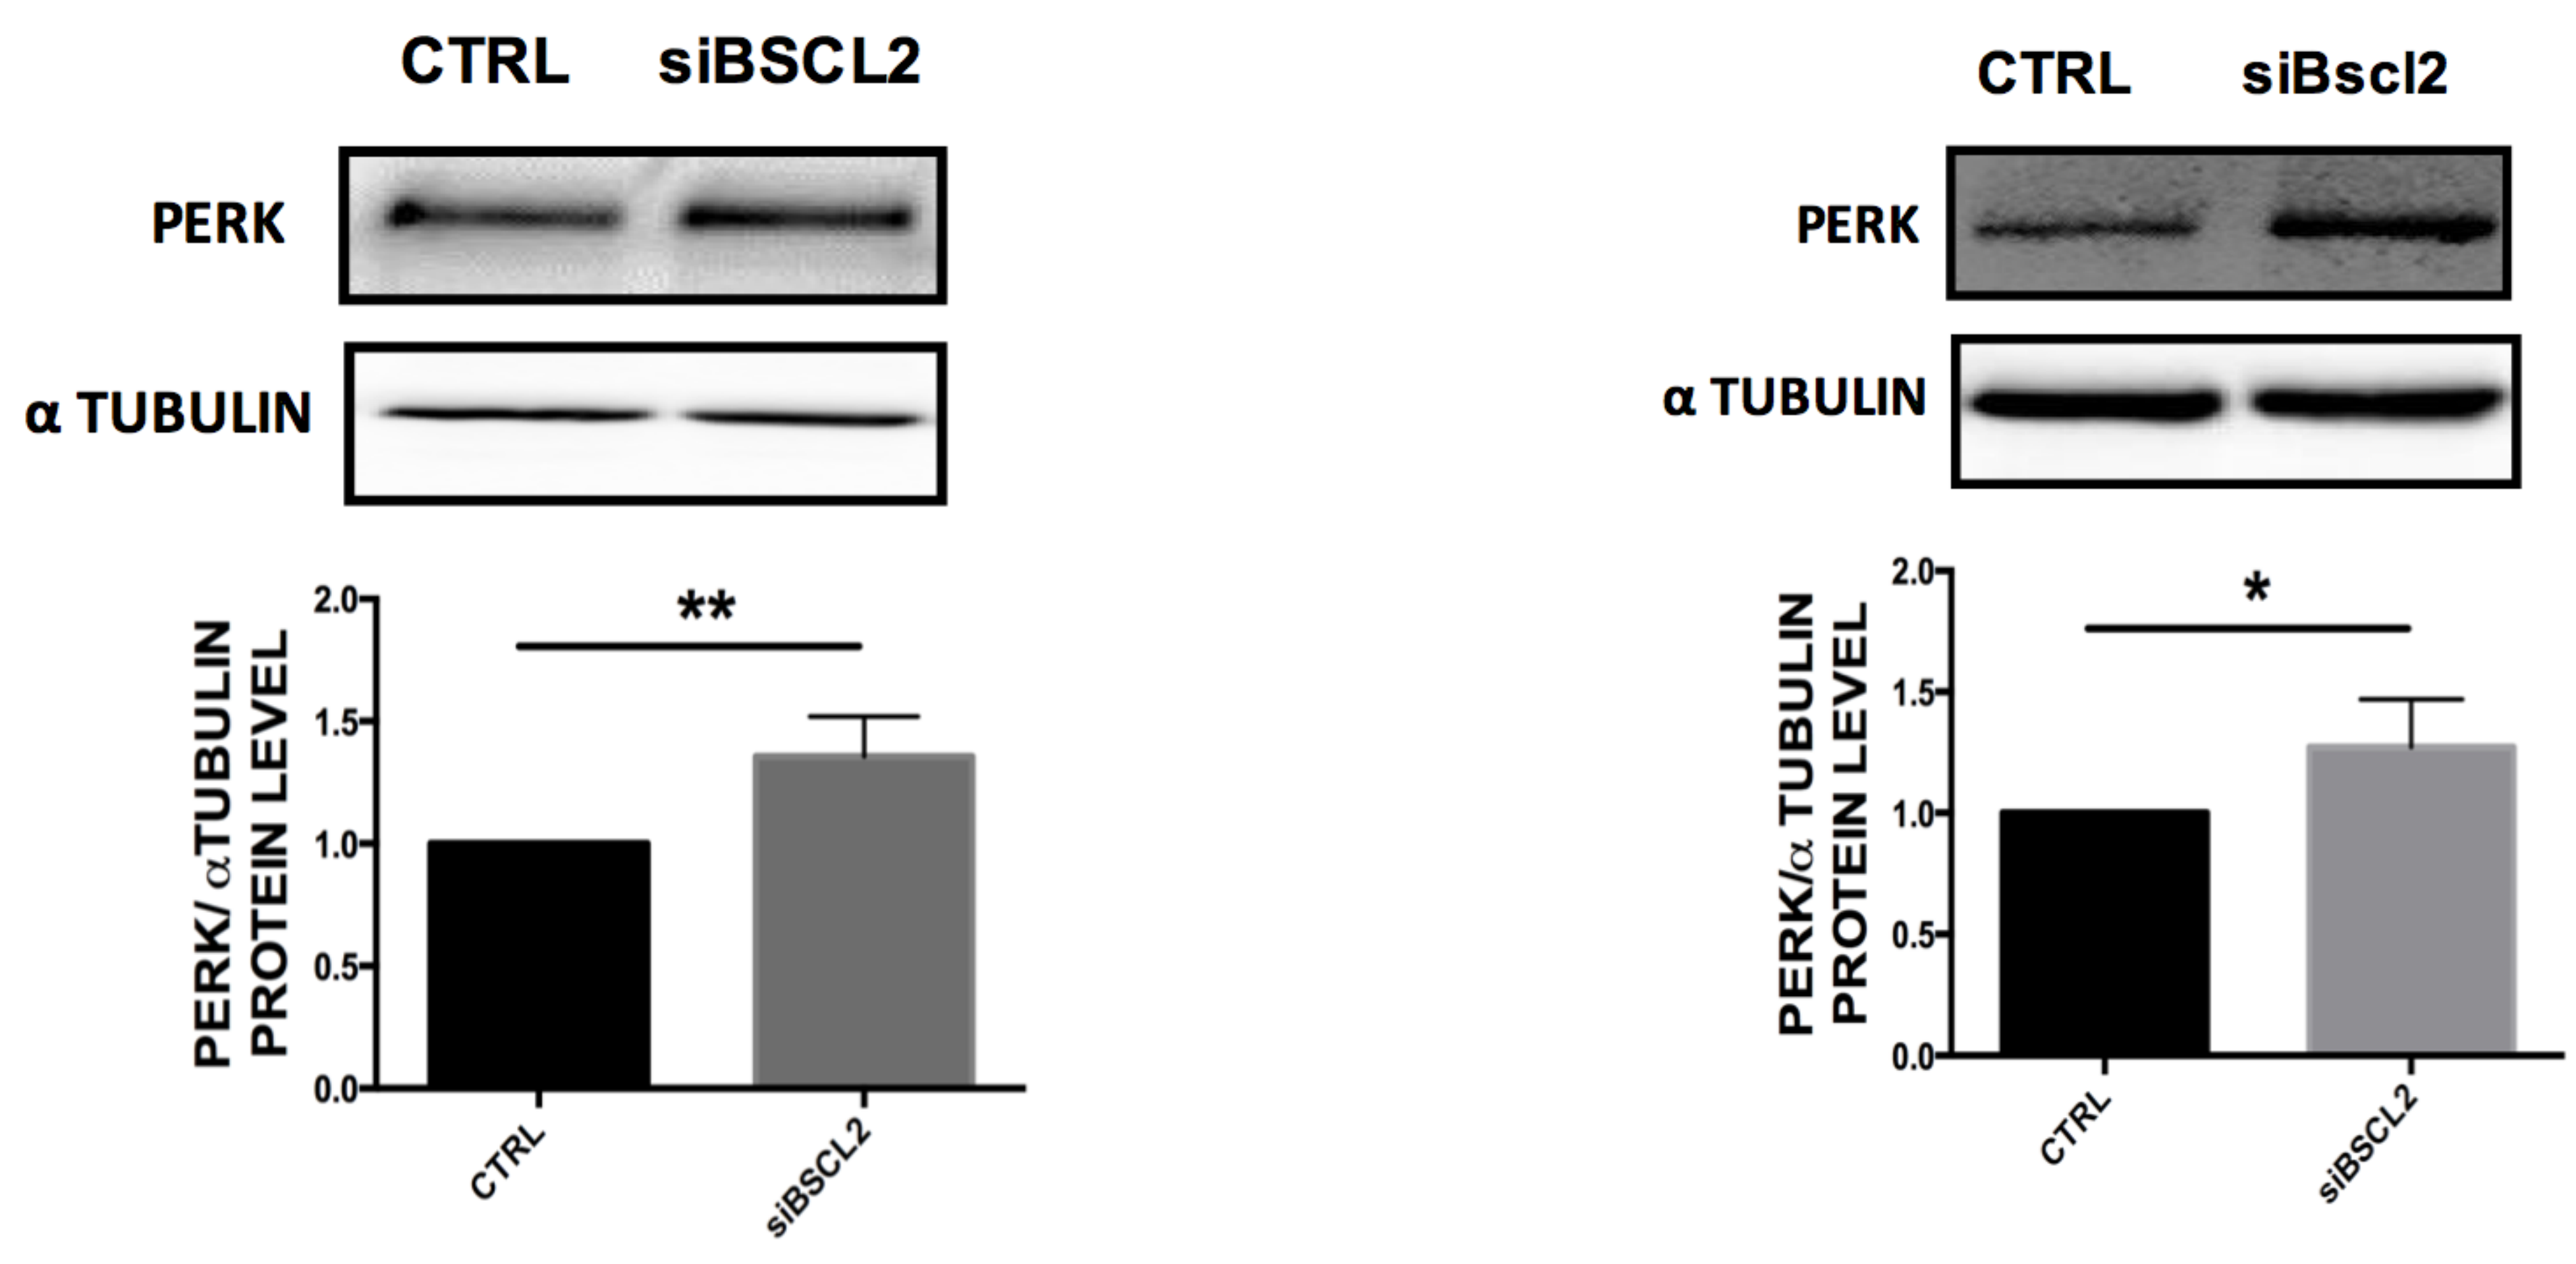 CTRL siBSCL2
PERK
α TUBULIN
**
PERK/ αTUBULIN
PROTEIN LEVEL
2.0
1.5
1.0
0.5
0.0
CTRL
siBSCL2
CTRL siBscl2
PERK
α TUBULIN
*
PERK/α TUBULIN
PROTEIN LEVEL
2.0
1.5
1.0
0.5
0.0
CTRL
siBSCL2